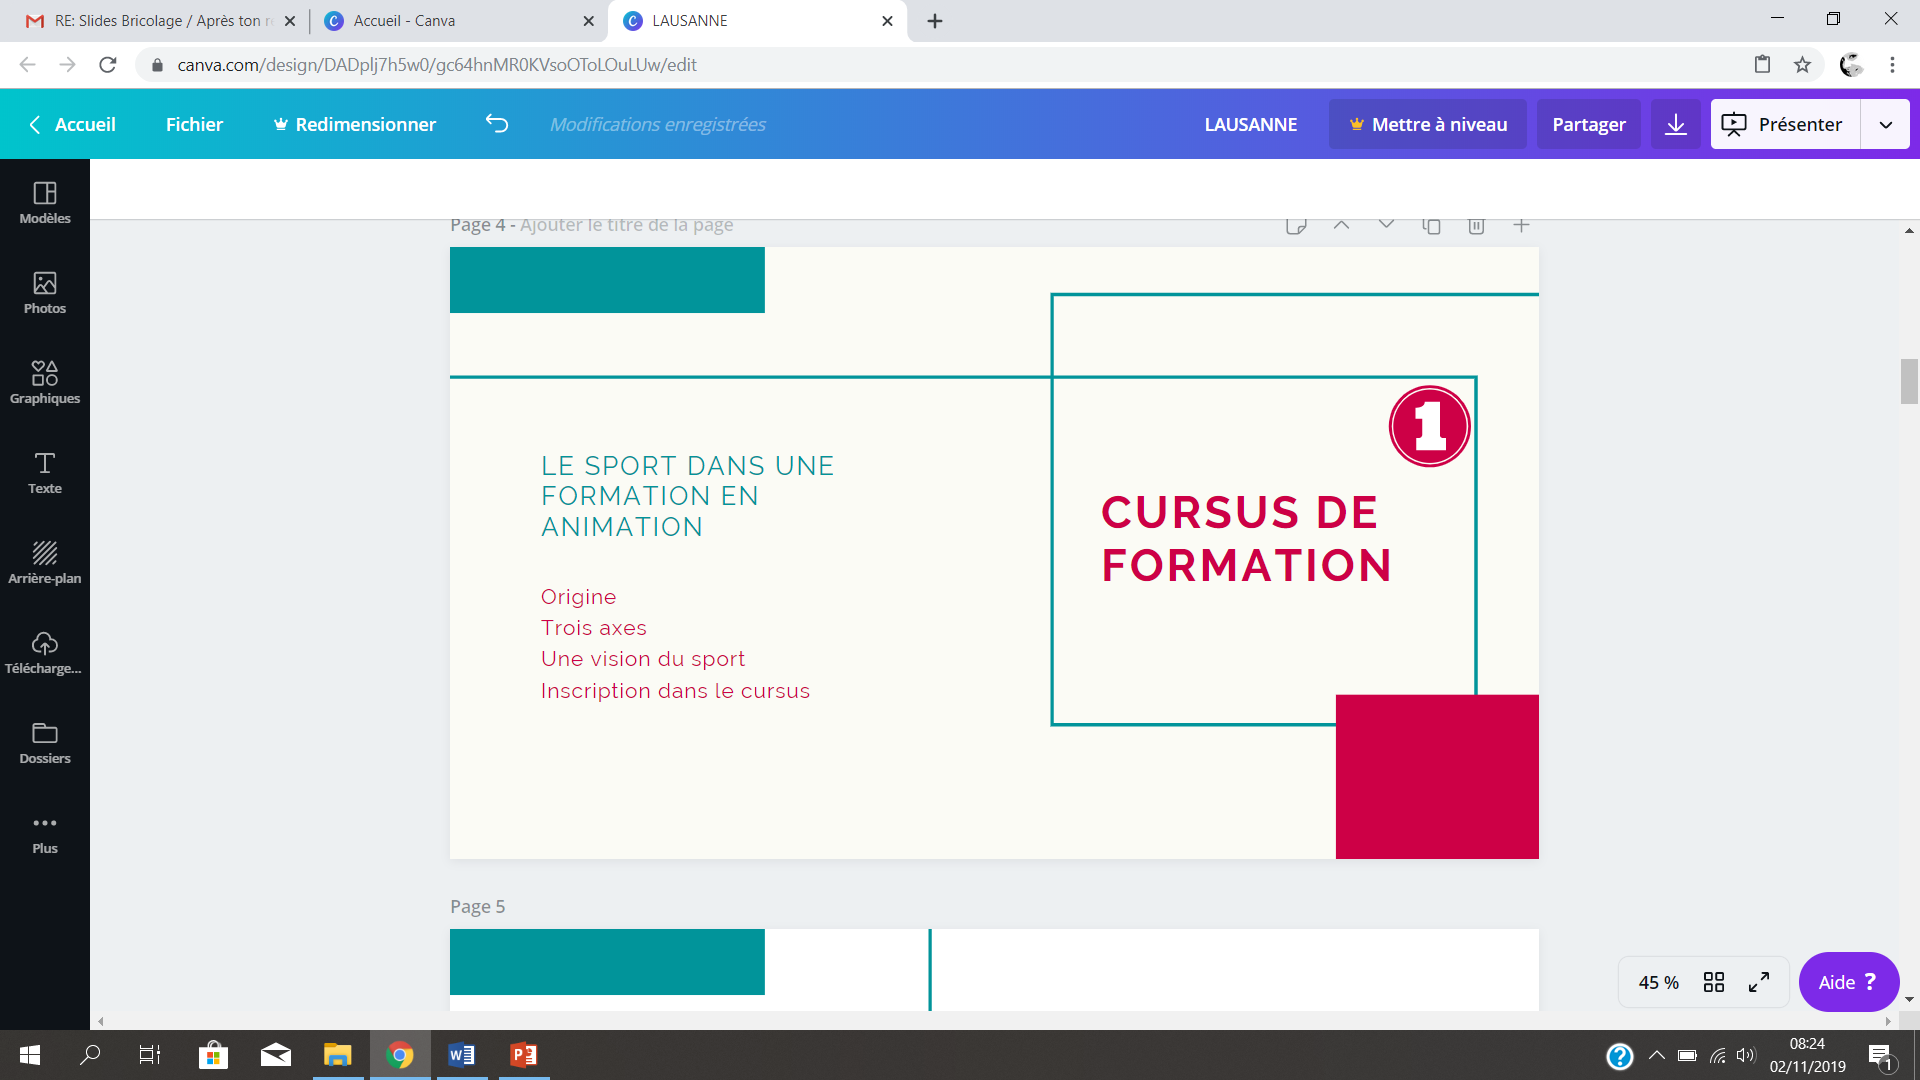 RE: Slides Bricolage / Après ton r
Accueil - Canva
LAUSANNE
canva.com/design/DADplj7h5w0/gc64hnMR0KVsoOToLOuLUw/edit
Accueil
Fichier
Redimensionner
Modifications enregistrées
LAUSANNE
Mettre à niveau
Partager
Présenter
Modèles
Photos
Graphiques
Texte
Arrière-plan
Télécharge...
Dossiers
Plus
Page 4 - Ajouter le titre de la page
LE SPORT DANS UNE
FORMATION EN
ANIMATION
Origine
Trois axes
Une vision du sport
Inscription dans le cursus
1
CURSUS DE
FORMATION
Page 5
45 %
Aide ?
08:24
02/11/2019
1